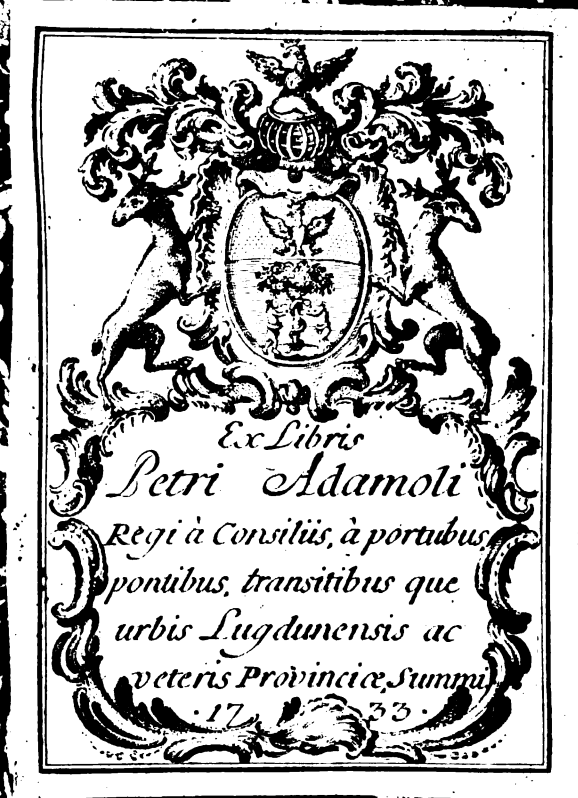 Ex Libris
Petri Adamoli
Regi à Consiliis, à portubus,
pontibus, transitibus que
urbis Lugdunensis ac
veteris Provinciæ, Summi
· 17 33 ·